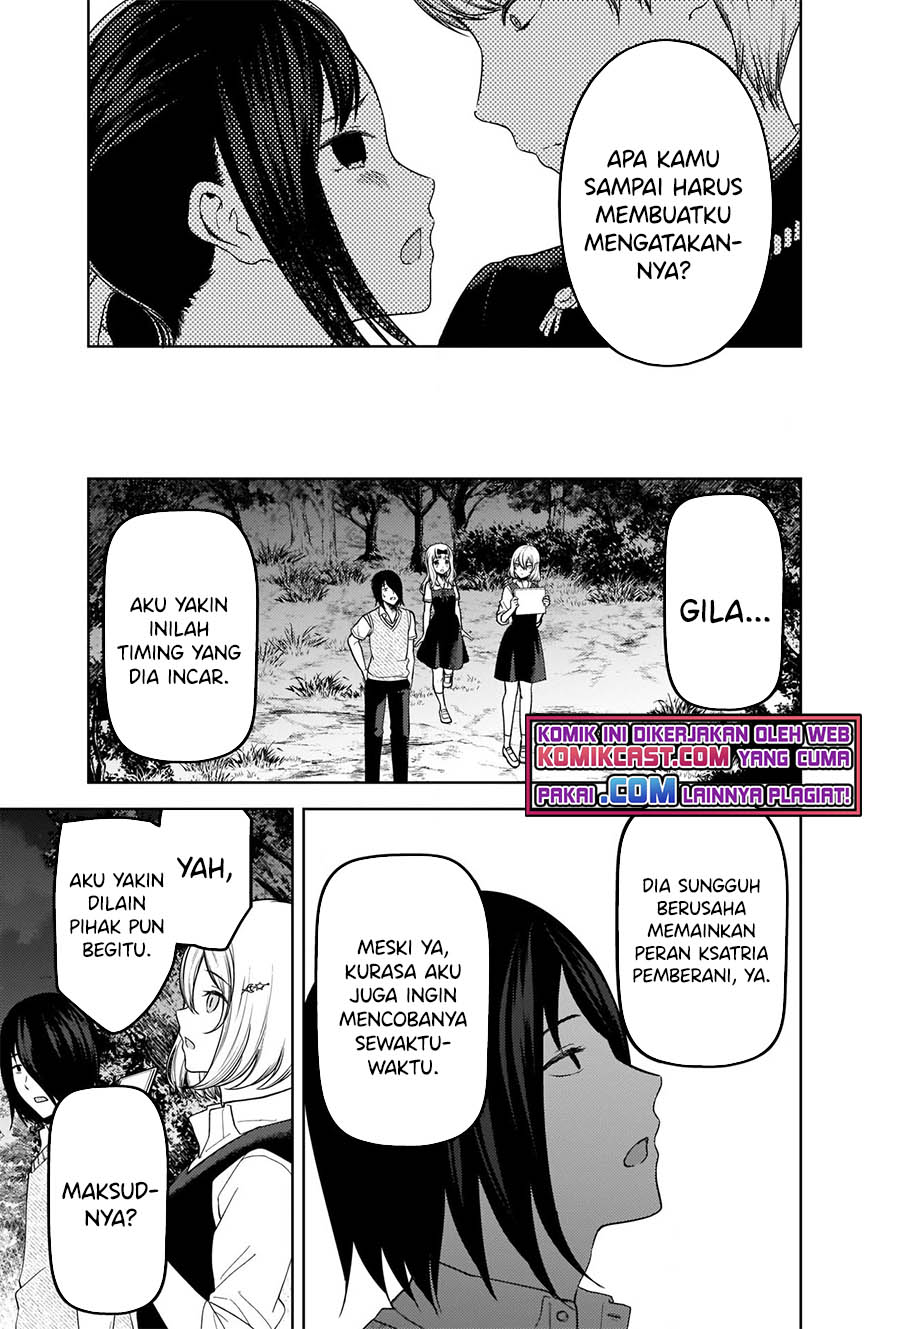 APA KAMU
SAMPAI HARUS
MEMBUATKU
MENGATAKAN-
NYA?
GILA...
AKU YAKIN
INILAH
TIMING YANG
DIA INCAR.
KOMIK INI DIKERJAKAN OLEH WEB
KOMIKCAST.COM YANG CUMA
PAKAI .COM LAINNYA PLAGIAT!
DIA SUNGGUH
BERUSAHA
MEMAINKAN
PERAN KSATRIA
PEMBERANI, YA.
MESKI YA,
KURASA AKU
JUGA INGIN
MENCOBANYA
SEWAKTU-
WAKTU.
YAH,
AKU YAKIN
DILAIN
PIHAK PUN
BEGITU.
MAKSUD-
NYA?